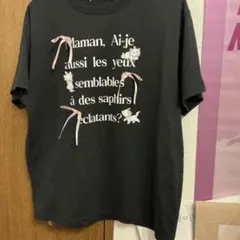 Maman, Ai-je
aussi les yeux
semblables
à des saphirs
éclatants?